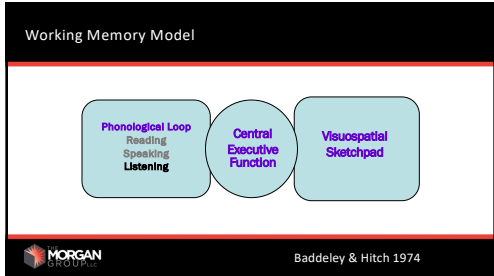 Working Memory Model
Phonological Loop
Reading
Speaking
Listening
Central
Executive
Function
Visuospatial
Sketchpad
THE
MORGAN
GROUP LLC
Baddeley & Hitch 1974